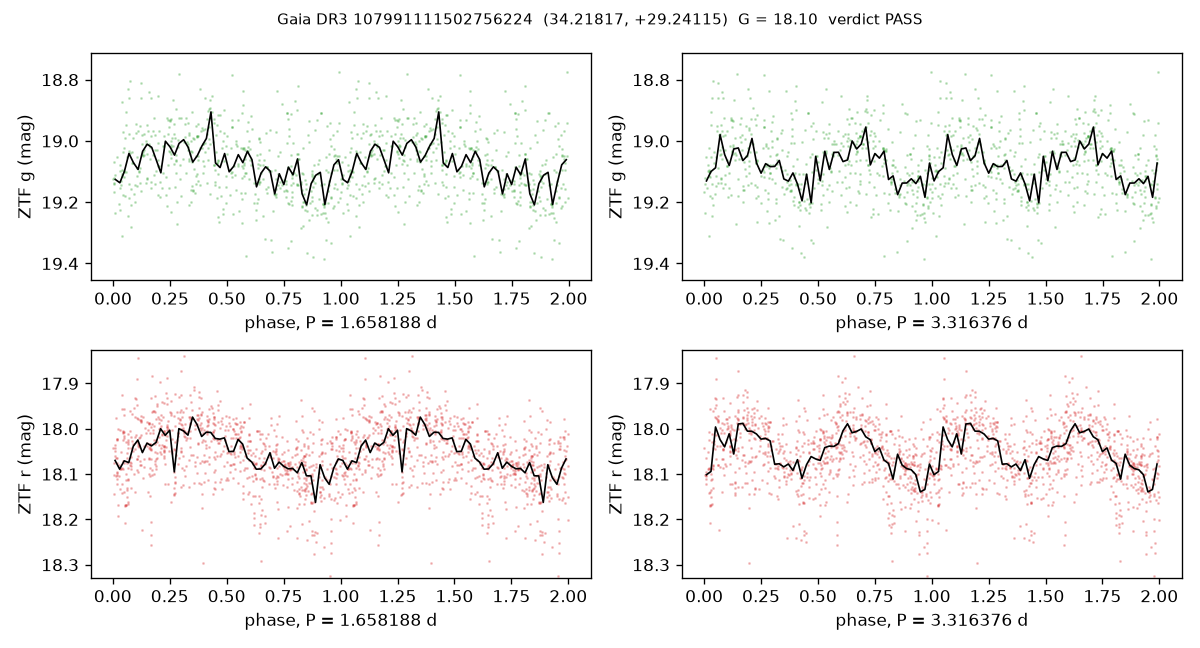 Gaia DR3 107991111502756224  (34.21817, +29.24115)  G = 18.10  verdict PASS
ZTF g (mag)
18.8
19.0
19.2
19.4
0.00 0.25 0.50 0.75 1.00 1.25 1.50 1.75 2.00
phase, P = 1.658188 d
ZTF g (mag)
18.8
19.0
19.2
19.4
0.00 0.25 0.50 0.75 1.00 1.25 1.50 1.75 2.00
phase, P = 3.316376 d
ZTF r (mag)
17.9
18.0
18.1
18.2
18.3
0.00 0.25 0.50 0.75 1.00 1.25 1.50 1.75 2.00
phase, P = 1.658188 d
ZTF r (mag)
17.9
18.0
18.1
18.2
18.3
0.00 0.25 0.50 0.75 1.00 1.25 1.50 1.75 2.00
phase, P = 3.316376 d